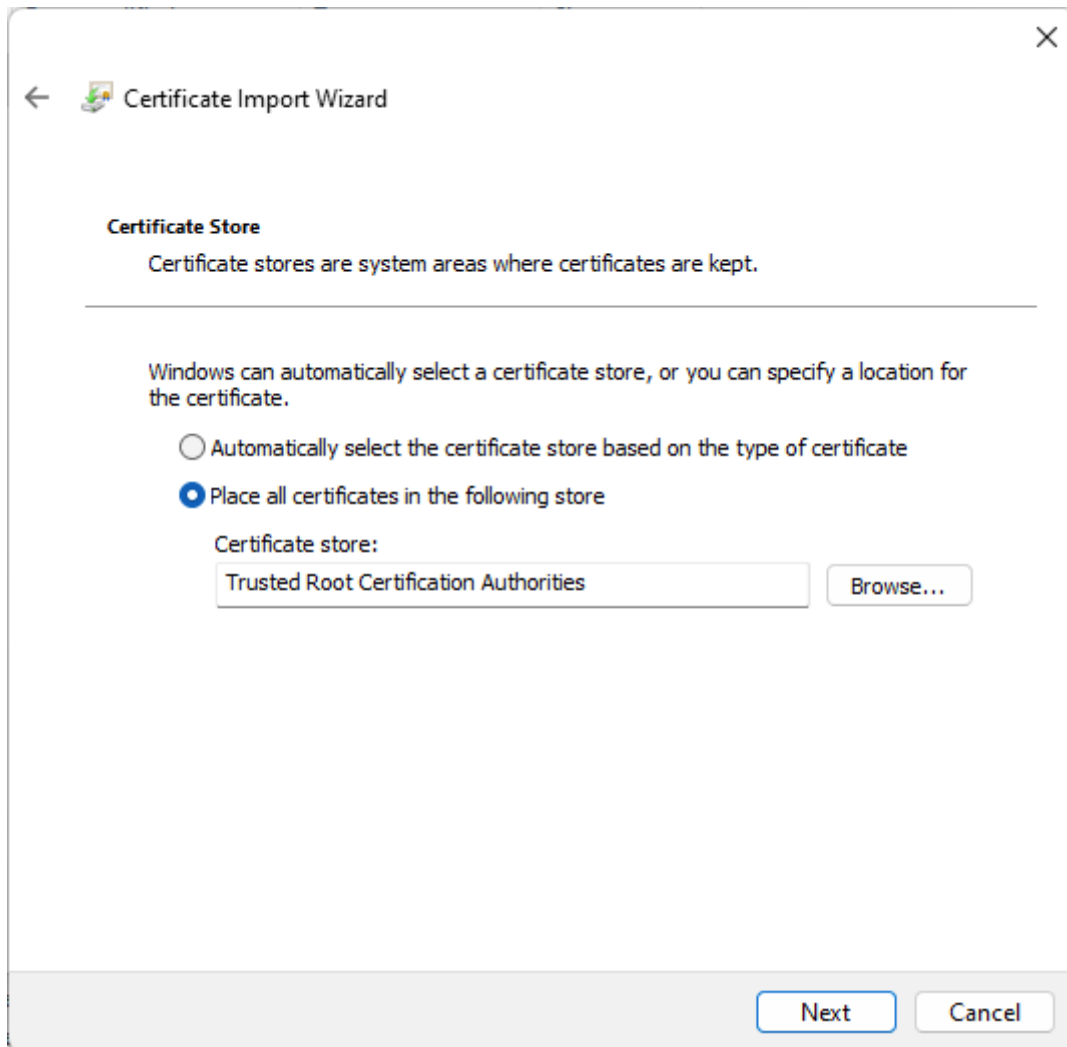 Certificate Import Wizard
Certificate Store
Certificate stores are system areas where certificates are kept.
Windows can automatically select a certificate store, or you can specify a location for
the certificate.
Automatically select the certificate store based on the type of certificate
Place all certificates in the following store
Certificate store:
Trusted Root Certification Authorities
Browse...
Next
Cancel